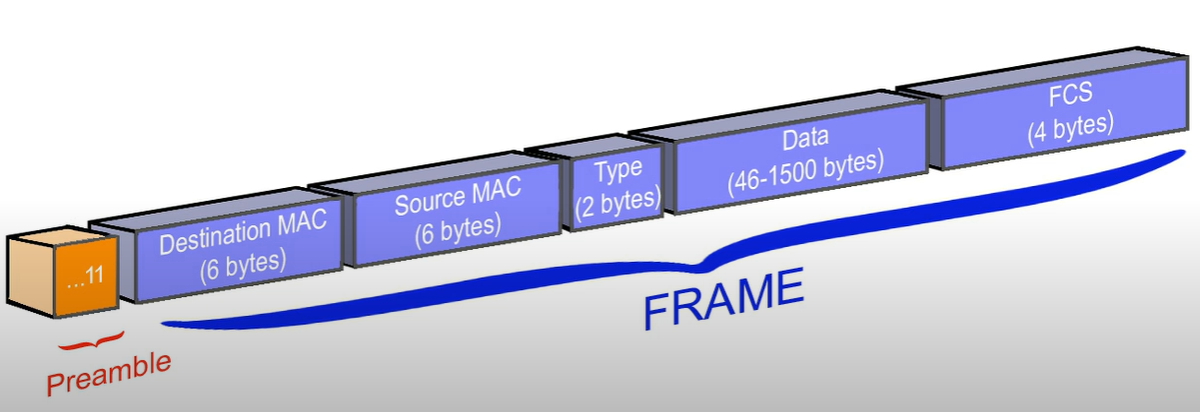 ...11
Destination MAC
(6 bytes)
Source MAC
(6 bytes)
Type
(2 bytes)
Data
(46-1500 bytes)
FCS
(4 bytes)
Preamble
FRAME